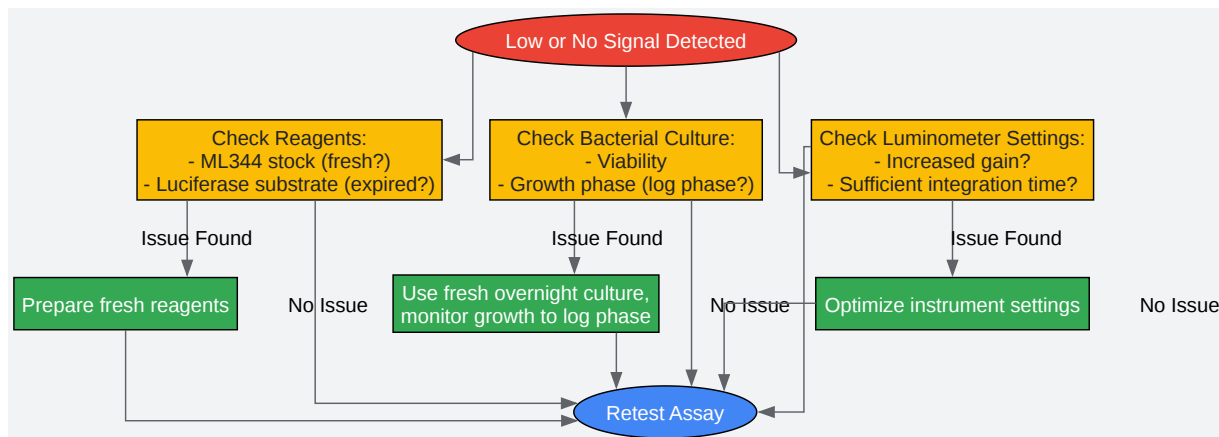 Low or No Signal Detected
Check Reagents:
- ML344 stock (fresh?)
- Luciferase substrate (expired?)
Check Bacterial Culture:
- Viability
- Growth phase (log phase?)
Check Luminometer Settings:
- Increased gain?
- Sufficient integration time?
Issue Found
Issue Found
Issue Found
Prepare fresh reagents
No Issue
Use fresh overnight culture,
monitor growth to log phase
No Issue
Optimize instrument settings
No Issue
Retest Assay